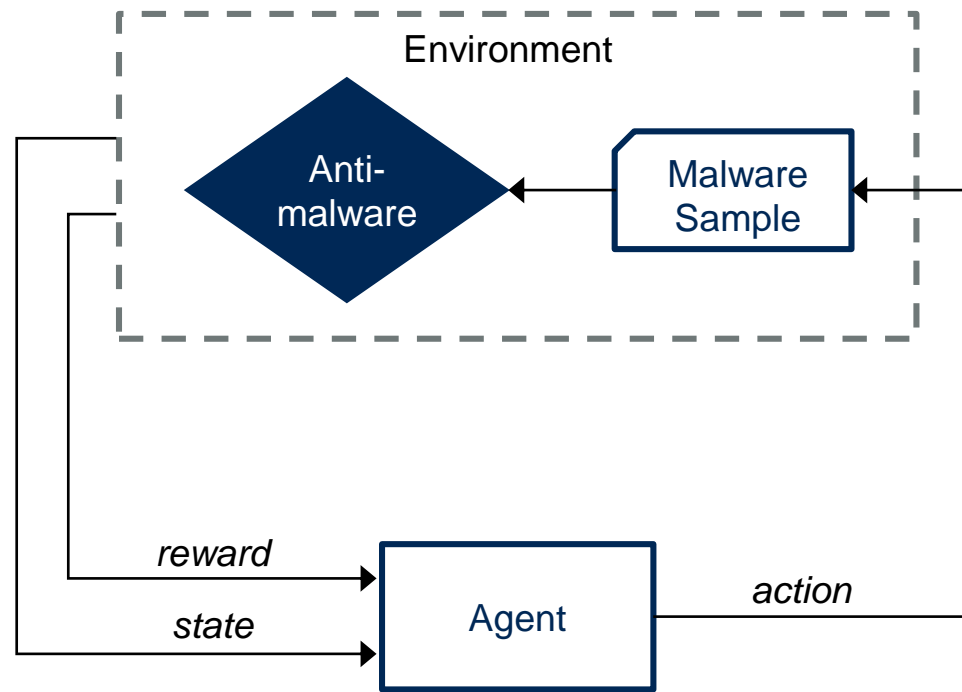 Environment
Anti-
malware
Malware
Sample
reward
state
Agent
action